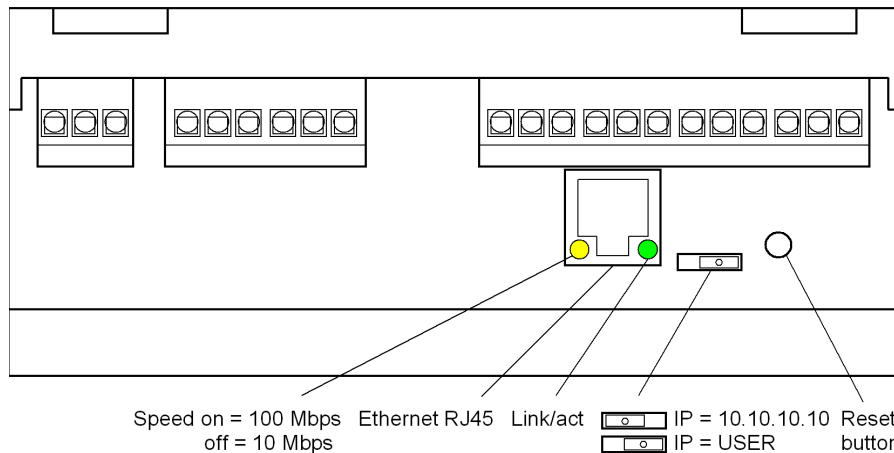 Speed on = 100 Mbps Ethernet RJ45 Link/act IP = 10.10.10.10 Reset
off = 10 Mbps IP = USER button